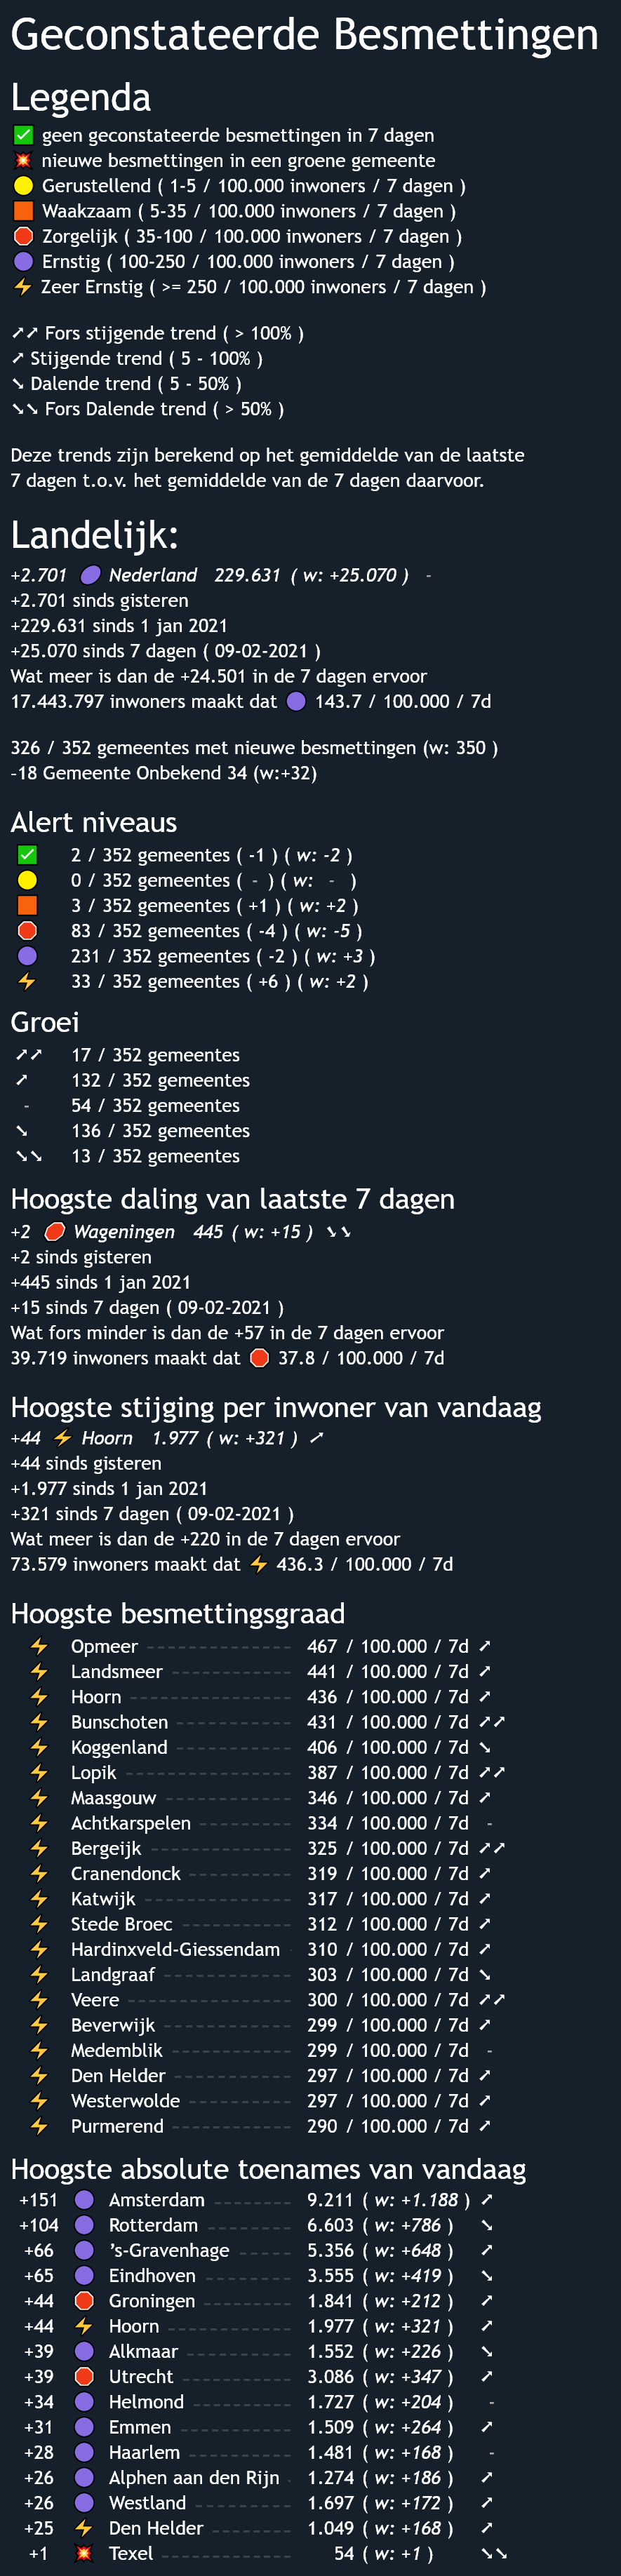 Geconstateerde Besmettingen
Legenda
✅ geen geconstateerde besmettingen in 7 dagen
💥 nieuwe besmettingen in een groene gemeente
🟡 Gerustellend ( 1-5 / 100.000 inwoners / 7 dagen )
🟧 Waakzaam ( 5-35 / 100.000 inwoners / 7 dagen )
🛑 Zorgelijk ( 35-100 / 100.000 inwoners / 7 dagen )
🟣 Ernstig ( 100-250 / 100.000 inwoners / 7 dagen )
⚡ Zeer Ernstig ( >= 250 / 100.000 inwoners / 7 dagen )
➚➚ Fors stijgende trend ( > 100% )
➚ Stijgende trend ( 5 - 100% )
➘ Dalende trend ( 5 - 50% )
➘➘ Fors Dalende trend ( > 50% )
Deze trends zijn berekend op het gemiddelde van de laatste
7 dagen t.o.v. het gemiddelde van de 7 dagen daarvoor.
Landelijk:
+2.701 🟣 Nederland 229.631 ( w: +25.070 ) -
+2.701 sinds gisteren
+229.631 sinds 1 jan 2021
+25.070 sinds 7 dagen ( 09-02-2021 )
Wat meer is dan de +24.501 in de 7 dagen ervoor
17.443.797 inwoners maakt dat 🟣 143.7 / 100.000 / 7d
326 / 352 gemeentes met nieuwe besmettingen (w: 350 )
-18 Gemeente Onbekend 34 (w:+32)
Alert niveaus
✅ 2 / 352 gemeentes ( -1 ) ( w: -2 )
🟡 0 / 352 gemeentes ( - ) ( w: - )
🟧 3 / 352 gemeentes ( +1 ) ( w: +2 )
🛑 83 / 352 gemeentes ( -4 ) ( w: -5 )
🟣 231 / 352 gemeentes ( -2 ) ( w: +3 )
⚡ 33 / 352 gemeentes ( +6 ) ( w: +2 )
Groei
➚➚ 17 / 352 gemeentes
➚ 132 / 352 gemeentes
- 54 / 352 gemeentes
➘ 136 / 352 gemeentes
➘➘ 13 / 352 gemeentes
Hoogste daling van laatste 7 dagen
+2 🛑 Wageningen 445 ( w: +15 ) ➘➘
+2 sinds gisteren
+445 sinds 1 jan 2021
+15 sinds 7 dagen ( 09-02-2021 )
Wat fors minder is dan de +57 in de 7 dagen ervoor
39.719 inwoners maakt dat 🛑 37.8 / 100.000 / 7d
Hoogste stijging per inwoner van vandaag
+44 ⚡ Hoorn 1.977 ( w: +321 ) ➚
+44 sinds gisteren
+1.977 sinds 1 jan 2021
+321 sinds 7 dagen ( 09-02-2021 )
Wat meer is dan de +220 in de 7 dagen ervoor
73.579 inwoners maakt dat ⚡ 436.3 / 100.000 / 7d
Hoogste besmettingsgraad
⚡ Opmeer 467 / 100.000 / 7d ➚
⚡ Landsmeer 441 / 100.000 / 7d ➚
⚡ Hoorn 436 / 100.000 / 7d ➚
⚡ Bunschoten 431 / 100.000 / 7d ➚➚
⚡ Koggenland 406 / 100.000 / 7d ➘
⚡ Lopik 387 / 100.000 / 7d ➚➚
⚡ Maasgouw 346 / 100.000 / 7d ➚
⚡ Achtkarspelen 334 / 100.000 / 7d -
⚡ Bergeijk 325 / 100.000 / 7d ➚➚
⚡ Cranendonck 319 / 100.000 / 7d ➚
⚡ Katwijk 317 / 100.000 / 7d ➚
⚡ Stede Broec 312 / 100.000 / 7d ➚
⚡ Hardinxveld-Giessendam 310 / 100.000 / 7d ➚
⚡ Landgraaf 303 / 100.000 / 7d ➘
⚡ Veere 300 / 100.000 / 7d ➚➚
⚡ Beverwijk 299 / 100.000 / 7d ➚
⚡ Medemblik 299 / 100.000 / 7d -
⚡ Den Helder 297 / 100.000 / 7d ➚
⚡ Westerwolde 297 / 100.000 / 7d ➚
⚡ Purmerend 290 / 100.000 / 7d ➚
Hoogste absolute toenames van vandaag
+151 🟣 Amsterdam 9.211 ( w: +1.188 ) ➚
+104 🟣 Rotterdam 6.603 ( w: +786 ) ➘
+66 🟣 's-Gravenhage 5.356 ( w: +648 ) ➚
+65 🟣 Eindhoven 3.555 ( w: +419 ) ➘
+44 🛑 Groningen 1.841 ( w: +212 ) ➚
+44 ⚡ Hoorn 1.977 ( w: +321 ) ➚
+39 🟣 Alkmaar 1.552 ( w: +226 ) ➘
+39 🛑 Utrecht 3.086 ( w: +347 ) ➚
+34 🟣 Helmond 1.727 ( w: +204 ) -
+31 🟣 Emmen 1.509 ( w: +264 ) ➚
+28 🟣 Haarlem 1.481 ( w: +168 ) -
+26 🟣 Alphen aan den Rijn 1.274 ( w: +186 ) ➚
+26 🟣 Westland 1.697 ( w: +172 ) ➚
+25 ⚡ Den Helder 1.049 ( w: +168 ) ➚
+1 💥 Texel 54 ( w: +1 ) ➘➘